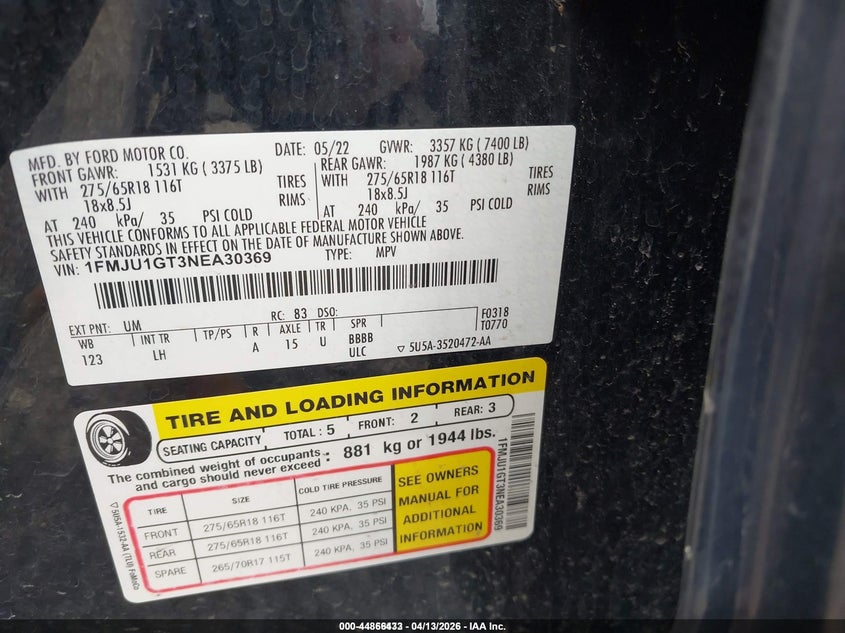 MFD. BY FORD MOTOR CO. DATE: 05/22 GVWR: 3357 KG ( 7400 LB)
FRONT GAWR: 1531 KG ( 3375 LB) REAR GAWR: 1987 KG ( 4380 LB)
WITH 275/65R18 116T TIRES WITH 275/65R18 116T TIRES
18x8.5J RIMS 18x8.5J RIMS
AT 240 kPa/ 35 PSI COLD AT 240 kPa/ 35 PSI COLD
THIS VEHICLE CONFORMS TO ALL APPLICABLE FEDERAL MOTOR VEHICLE
SAFETY STANDARDS IN EFFECT ON THE DATE OF MANUFACTURE SHOWN ABOVE.
VIN: 1FMJU1GT3NEA30369 TYPE: MPV
EXT PNT: UM RC: 83 DSO: F0318
WB INT TR TP/PS R AXLE TR SPR T0770
123 LH A 15 U BBBB
ULC ▽ 5U5A-3520472-AA
TIRE AND LOADING INFORMATION
SEATING CAPACITY TOTAL : 5 FRONT: 2 REAR: 3
The combined weight of occupants and cargo should never exceed : 881 kg or 1944 lbs.
TIRE SIZE COLD TIRE PRESSURE
FRONT 275/65R18 116T 240 KPA, 35 PSI
REAR 275/65R18 116T 240 KPA, 35 PSI
SPARE 265/70R17 115T 240 KPA, 35 PSI
SEE OWNERS
MANUAL FOR
ADDITIONAL
INFORMATION
1FMJU1GT3NEA30369
▽ 5U5A-1532-AA (TLU) FoMoCo
000-44866433 - 04/13/2026 - IAA Inc.